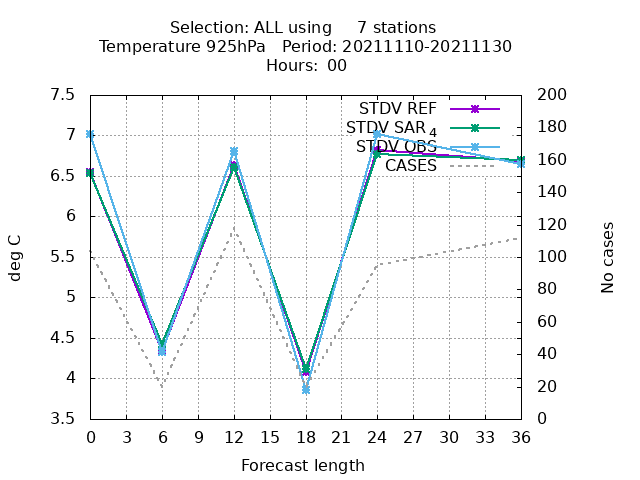 Selection: ALL using     7 stations
Temperature 925hPa   Period: 20211110-20211130
Hours:  00
7.5
7
6.5
6
5.5
5
4.5
4
3.5
deg C
STDV REF
STDV SAR 4
STDV OBS
CASES
200
180
160
140
120
100
80
60
40
20
0
No cases
0 3 6 9 12 15 18 21 24 27 30 33 36
Forecast length